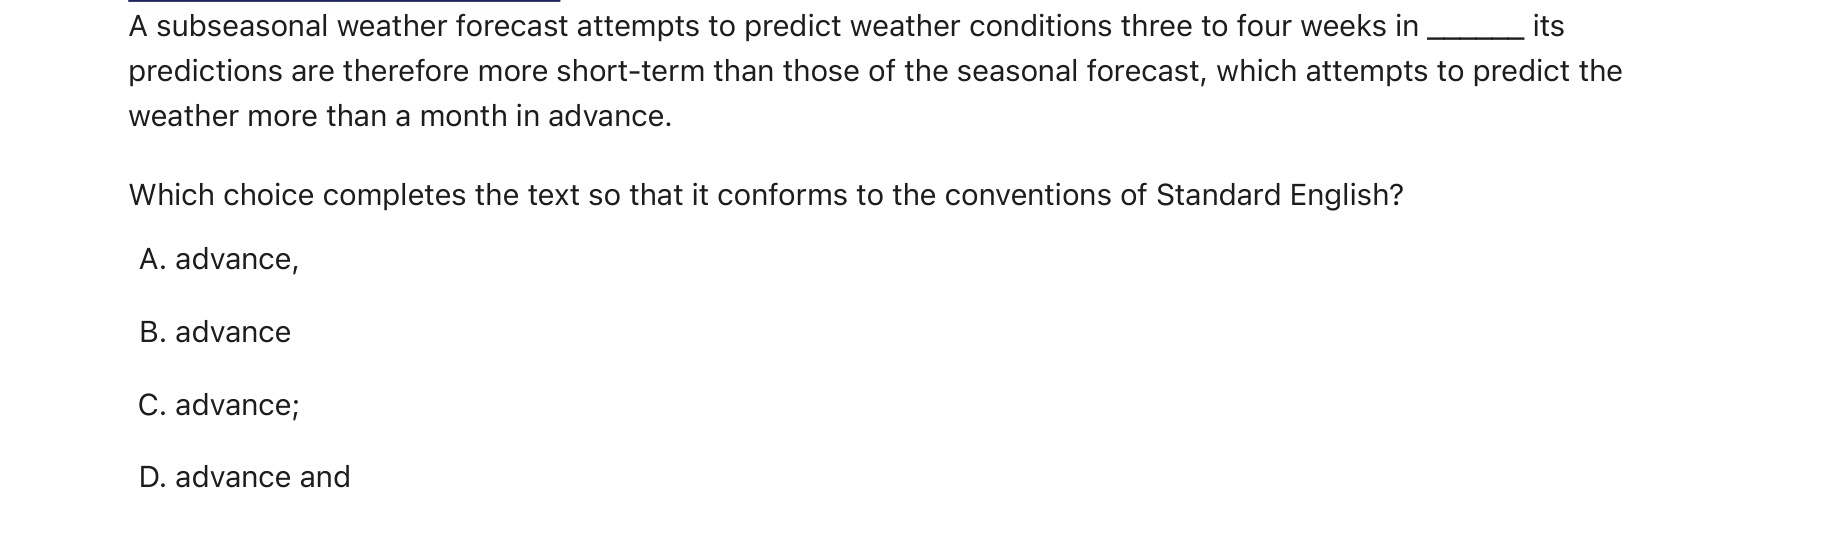 A subseasonal weather forecast attempts to predict weather conditions three to four weeks in ______ its
predictions are therefore more short-term than those of the seasonal forecast, which attempts to predict the
weather more than a month in advance.
Which choice completes the text so that it conforms to the conventions of Standard English?
A. advance,
B. advance
C. advance;
D. advance and